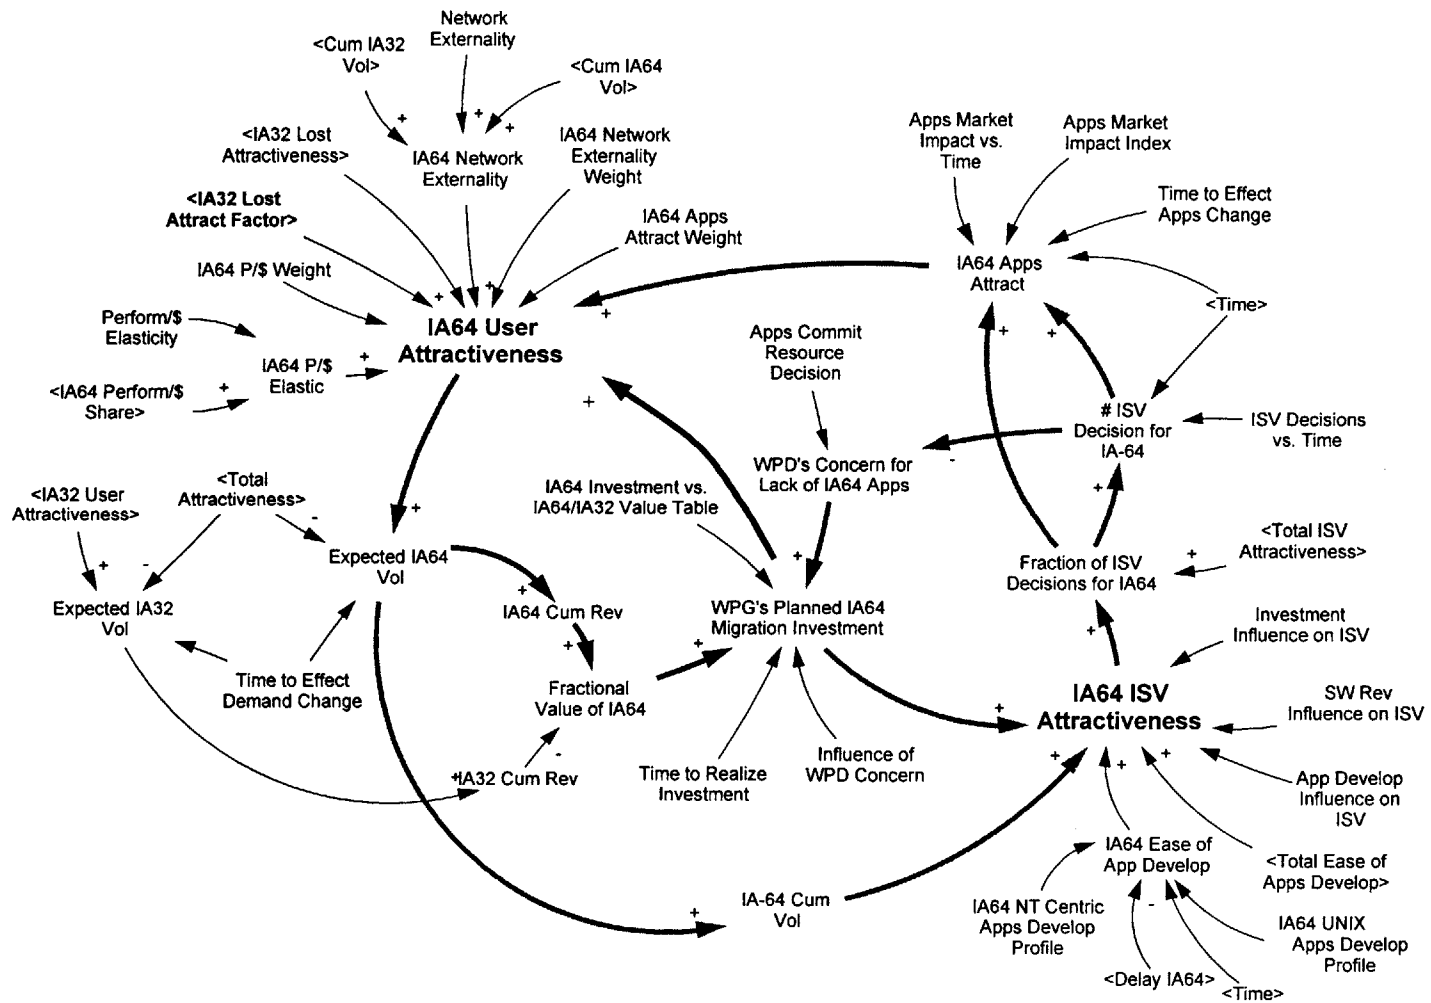 Network
Externality
<Cum IA32
Vol>
<Cum IA64
Vol>
+
+
+
<IA32 Lost
Attractiveness>
IA64 Network
Externality
IA64 Network
Externality
Weight
<IA32 Lost
Attract Factor>
IA64 Apps
Attract Weight
IA64 P/$ Weight
Perform/$
Elasticity
IA64 P/$
Elastic
<IA64 Perform/$
Share>
+
+
+
+
IA64 User
Attractiveness
+
+
Apps Market
Impact vs.
Time
Apps Market
Impact Index
Time to Effect
Apps Change
IA64 Apps
Attract
<Time>
+
+
Apps Commit
Resource
Decision
# ISV
Decision for
IA-64
ISV Decisions
vs. Time
-
WPD's Concern for
Lack of IA64 Apps
+
IA64 Investment vs.
IA64/IA32 Value Table
<Total
Attractiveness>
<IA32 User
Attractiveness>
-
+
-
+
Expected IA64
Vol
Expected IA32
Vol
+
IA64 Cum Rev
+
+
WPG's Planned IA64
Migration Investment
+
Fraction of ISV
Decisions for IA64
<Total ISV
Attractiveness>
+
+
Investment
Influence on ISV
Time to Effect
Demand Change
Fractional
Value of IA64
-
+
IA32 Cum Rev
Time to Realize
Investment
Influence of
WPD Concern
+
IA64 ISV
Attractiveness
SW Rev
Influence on ISV
+
+
+
App Develop
Influence on
ISV
IA64 Ease of
App Develop
<Total Ease of
Apps Develop>
+
IA-64 Cum
Vol
IA64 NT Centric
Apps Develop
Profile
-
IA64 UNIX
Apps Develop
Profile
<Delay IA64>
<Time>